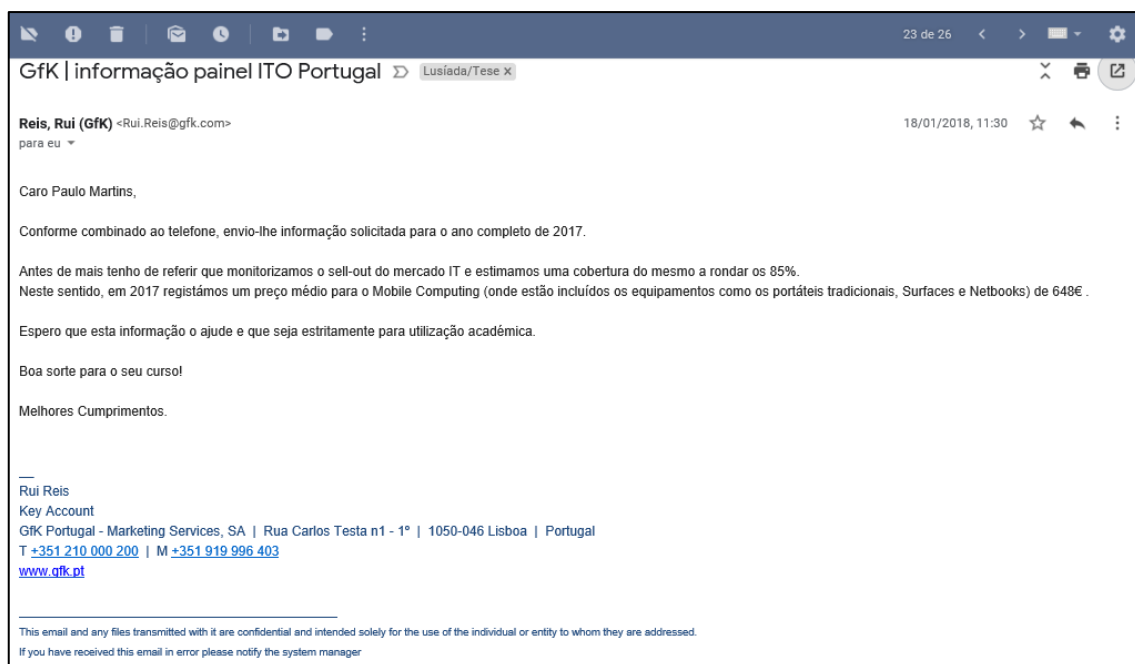 23 de 26
GfK | informação painel ITO Portugal Lusíada/Tese x
Reis, Rui (GfK) <Rui.Reis@gfk.com> 18/01/2018, 11:30
para eu
Caro Paulo Martins,
Conforme combinado ao telefone, envio-lhe informação solicitada para o ano completo de 2017.
Antes de mais tenho de referir que monitorizamos o sell-out do mercado IT e estimamos uma cobertura do mesmo a rondar os 85%.
Neste sentido, em 2017 registámos um preço médio para o Mobile Computing (onde estão incluídos os equipamentos como os portáteis tradicionais, Surfaces e Netbooks) de 648€ .
Espero que esta informação o ajude e que seja estritamente para utilização académica.
Boa sorte para o seu curso!
Melhores Cumprimentos.
Rui Reis
Key Account
GfK Portugal - Marketing Services, SA | Rua Carlos Testa n1 - 1º | 1050-046 Lisboa | Portugal
T +351 210 000 200 | M +351 919 996 403
www.gfk.pt
This email and any files transmitted with it are confidential and intended solely for the use of the individual or entity to whom they are addressed.
If you have received this email in error please notify the system manager